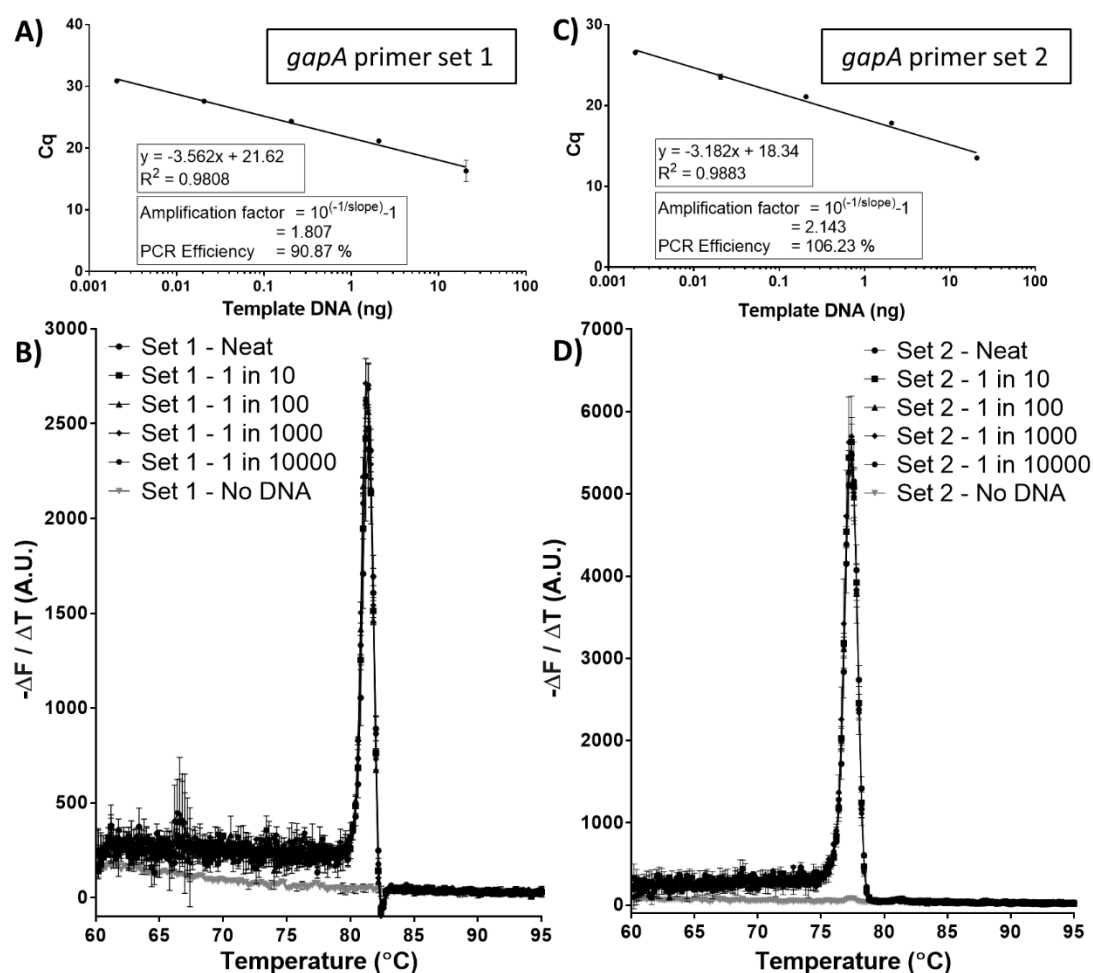 A)
gapA primer set 1
40
30
20
10
0
Cq
y = -3.562x + 21.62
R2 = 0.9808
Amplification factor = 10(-1/slope)-1
= 1.807
PCR Efficiency = 90.87 %
0.001 0.01 0.1 1 10 100
Template DNA (ng)
C)
gapA primer set 2
30
20
10
0
Cq
y = -3.182x + 18.34
R2 = 0.9883
Amplification factor = 10(-1/slope)-1
= 2.143
PCR Efficiency = 106.23 %
0.001 0.01 0.1 1 10 100
Template DNA (ng)
B)
3000
2500
2000
1500
1000
500
0
-ΔF / ΔT (A.U.)
Set 1 - Neat
Set 1 - 1 in 10
Set 1 - 1 in 100
Set 1 - 1 in 1000
Set 1 - 1 in 10000
Set 1 - No DNA
60 65 70 75 80 85 90 95
Temperature (°C)
D)
7000
6000
5000
4000
3000
2000
1000
0
-ΔF / ΔT (A.U.)
Set 2 - Neat
Set 2 - 1 in 10
Set 2 - 1 in 100
Set 2 - 1 in 1000
Set 2 - 1 in 10000
Set 2 - No DNA
60 65 70 75 80 85 90 95
Temperature (°C)